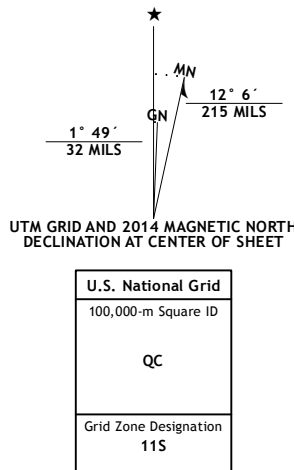 MN
GN
12° 6´
215 MILS
1° 49´
32 MILS
UTM GRID AND 2014 MAGNETIC NORTH
DECLINATION AT CENTER OF SHEET
U.S. National Grid
100,000-m Square ID
QC
Grid Zone Designation
11S